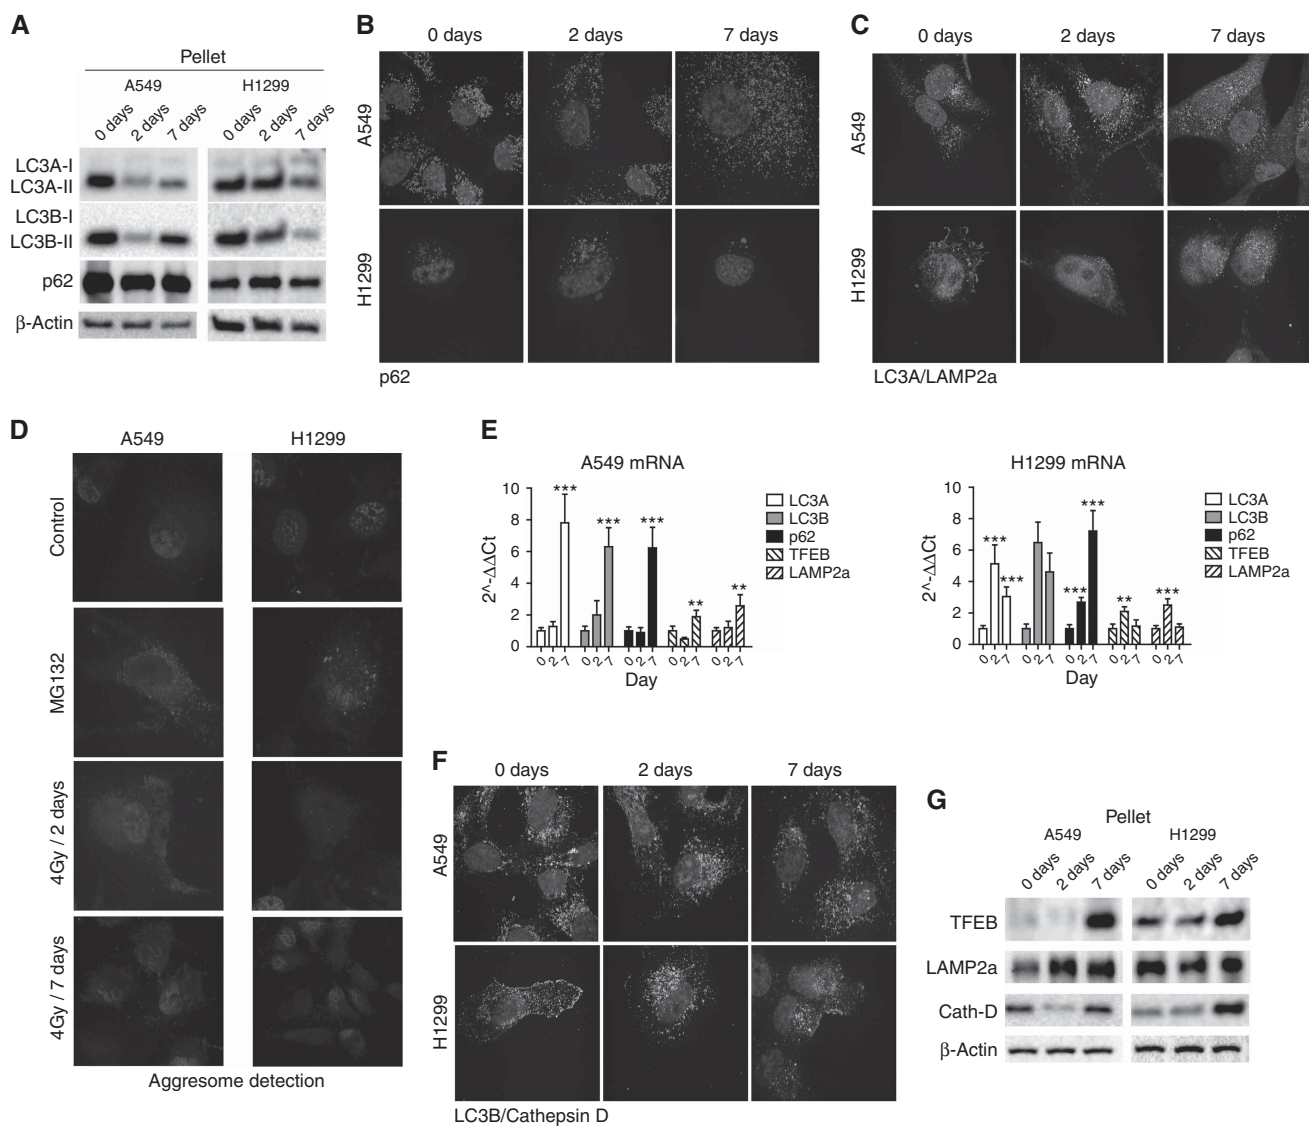 A
Pellet
A549 H1299
0 days 2 days 7 days 0 days 2 days 7 days
LC3A-I
LC3A-II
LC3B-I
LC3B-II
p62
β-Actin
B
0 days 2 days 7 days
A549
H1299
p62
C
0 days 2 days 7 days
A549
H1299
LC3A/LAMP2a
D
A549 H1299
Control
MG132
4Gy / 2 days
4Gy / 7 days
Aggresome detection
E
A549 mRNA
2^-ΔΔCt
10
8
6
4
2
0
*** *** *** ** **
0 2 7 0 2 7 0 2 7 0 2 7 0 2 7
Day
LC3A
LC3B
p62
TFEB
LAMP2a
H1299 mRNA
2^-ΔΔCt
10
8
6
4
2
0
*** *** *** *** ** ***
0 2 7 0 2 7 0 2 7 0 2 7 0 2 7
Day
LC3A
LC3B
p62
TFEB
LAMP2a
F
0 days 2 days 7 days
A549
H1299
LC3B/Cathepsin D
G
Pellet
A549 H1299
0 days 2 days 7 days 0 days 2 days 7 days
TFEB
LAMP2a
Cath-D
β-Actin